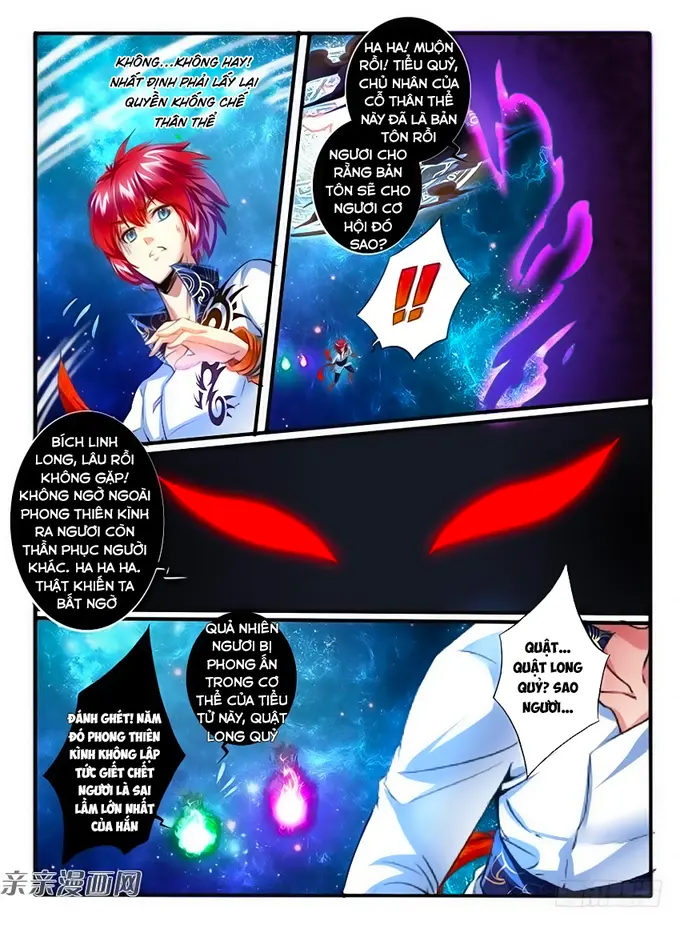 KHÔNG...KHÔNG HAY!
NHẤT ĐỊNH PHẢI LẤY LẠI
QUYỀN KHỐNG CHẾ
THÂN THỂ
HA HA! MUỘN
RỒI! TIỂU QUỶ,
CHỦ NHÂN CỦA
CỖ THÂN THỂ
NÀY ĐÃ LÀ BẢN
TÔN RỒI
NGƯƠI CHO
RẰNG BẢN
TÔN SẼ CHO
NGƯƠI CƠ
HỘI ĐÓ
SAO?
!!
BÍCH LINH
LONG, LÂU RỒI
KHÔNG GẶP!
KHÔNG NGỜ NGOÀI
PHONG THIÊN KÌNH
RA NGƯƠI CÒN
THẦN PHỤC NGƯỜI
KHÁC. HA HA HA.
THẬT KHIẾN TA
BẤT NGỜ
QUẢ NHIÊN
NGƯƠI BỊ
PHONG ẤN
TRONG CƠ
THỂ CỦA TIỂU
TỬ NÀY, QUẬT
LONG QUỶ
ĐÁNH GHÉT! NĂM
ĐÓ PHONG THIÊN
KÌNH KHÔNG LẬP
TỨC GIẾT CHẾT
NGƯƠI LÀ SAI
LẦM LỚN NHẤT
CỦA HẮN
QUẬT...
QUẬT LONG
QUỶ? SAO
NGƯƠI...
亲亲漫画网